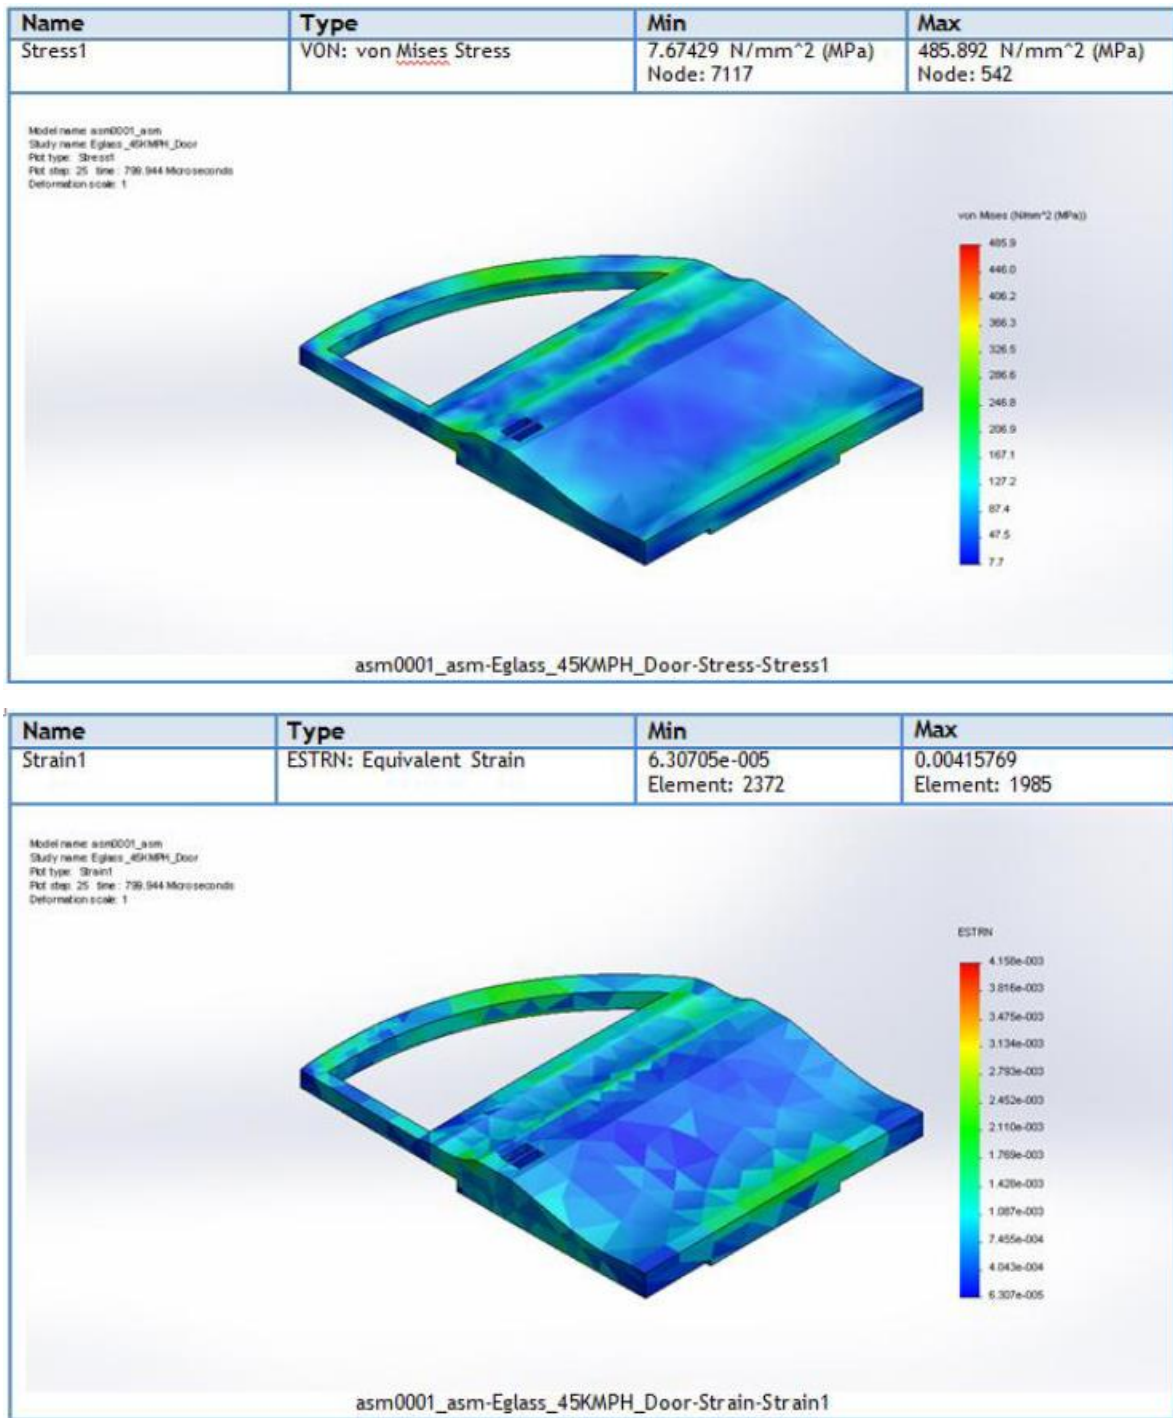 Name Type Min Max
Stress1 VON: von Mises Stress 7.67429 N/mm^2 (MPa) 485.892 N/mm^2 (MPa)
Node: 7117 Node: 542
Model name: asm0001_asm
Study name: Eglass_45KMPH_Door
Plot type: Stress1
Plot step: 25 time : 799.944 Microseconds
Deformation scale: 1
von Mises (N/mm^2 (MPa))
485.9
446.0
406.2
366.3
326.5
286.6
246.8
206.9
167.1
127.2
87.4
47.5
7.7
asm0001_asm-Eglass_45KMPH_Door-Stress-Stress1
Name Type Min Max
Strain1 ESTRN: Equivalent Strain 6.30705e-005 0.00415769
Element: 2372 Element: 1985
Model name: asm0001_asm
Study name: Eglass_45KMPH_Door
Plot type: Strain1
Plot step: 25 time : 799.944 Microseconds
Deformation scale: 1
ESTRN
4.158e-003
3.816e-003
3.475e-003
3.134e-003
2.793e-003
2.452e-003
2.110e-003
1.769e-003
1.428e-003
1.087e-003
7.455e-004
4.043e-004
6.307e-005
asm0001_asm-Eglass_45KMPH_Door-Strain-Strain1